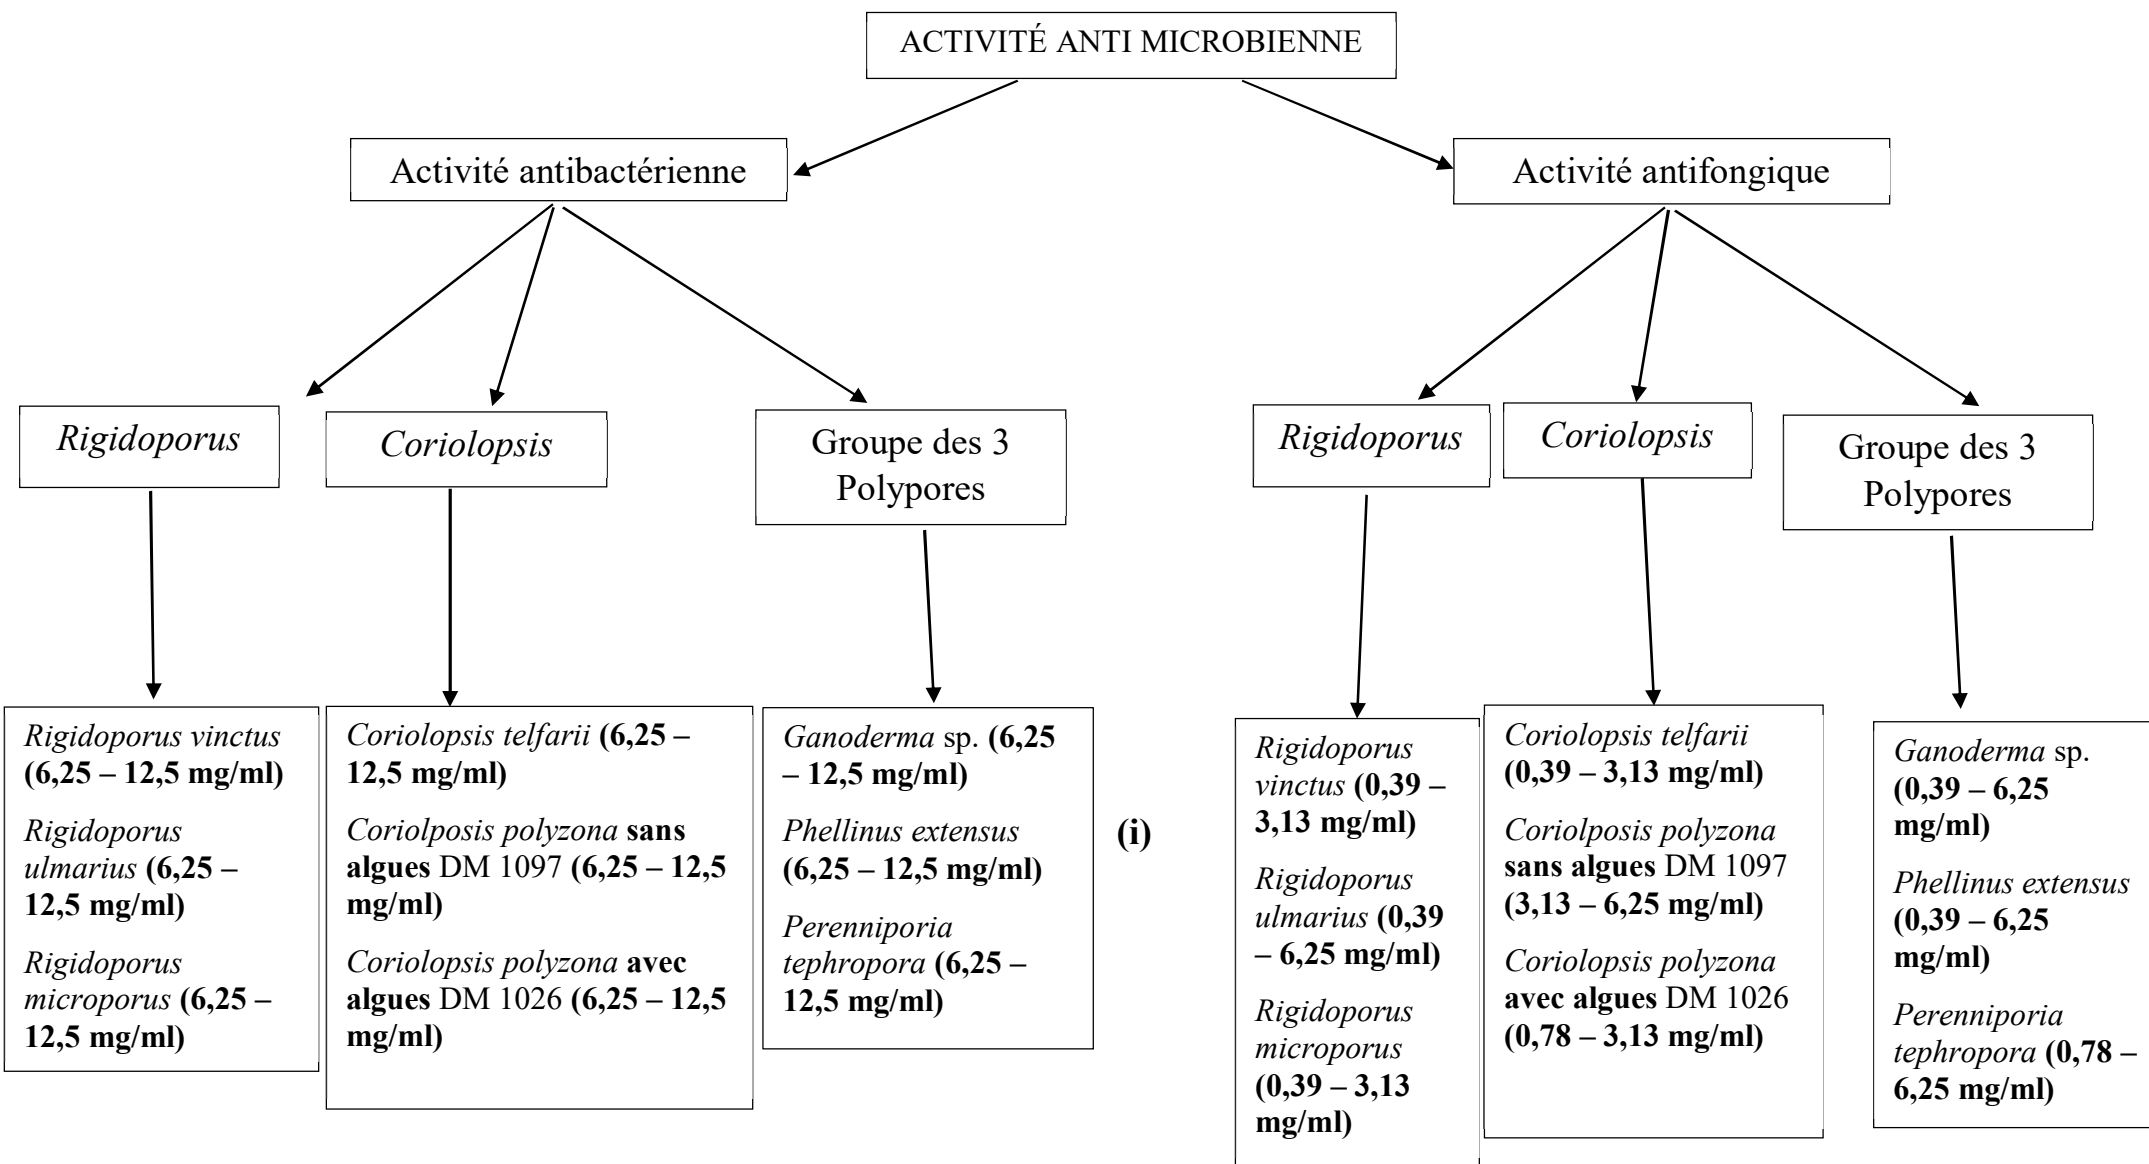 ACTIVITÉ ANTI MICROBIENNE
Activité antibactérienne
Activité antifongique
Rigidoporus
Coriolopsis
Groupe des 3
Polypores
Rigidoporus
Coriolopsis
Groupe des 3
Polypores
Rigidoporus vinctus
(6,25 – 12,5 mg/ml)
Rigidoporus
ulmarius (6,25 –
12,5 mg/ml)
Rigidoporus
microporus (6,25 –
12,5 mg/ml)
Coriolopsis telfarii (6,25 –
12,5 mg/ml)
Coriolposis polyzona sans
algues DM 1097 (6,25 – 12,5
mg/ml)
Coriolopsis polyzona avec
algues DM 1026 (6,25 – 12,5
mg/ml)
Ganoderma sp. (6,25
– 12,5 mg/ml)
Phellinus extensus
(6,25 – 12,5 mg/ml)
Perenniporia
tephropora (6,25 –
12,5 mg/ml)
(i)
Rigidoporus
vinctus (0,39 –
3,13 mg/ml)
Rigidoporus
ulmarius (0,39
– 6,25 mg/ml)
Rigidoporus
microporus
(0,39 – 3,13
mg/ml)
Coriolopsis telfarii
(0,39 – 3,13 mg/ml)
Coriolposis polyzona
sans algues DM 1097
(3,13 – 6,25 mg/ml)
Coriolopsis polyzona
avec algues DM 1026
(0,78 – 3,13 mg/ml)
Ganoderma sp.
(0,39 – 6,25
mg/ml)
Phellinus extensus
(0,39 – 6,25
mg/ml)
Perenniporia
tephropora (0,78 –
6,25 mg/ml)